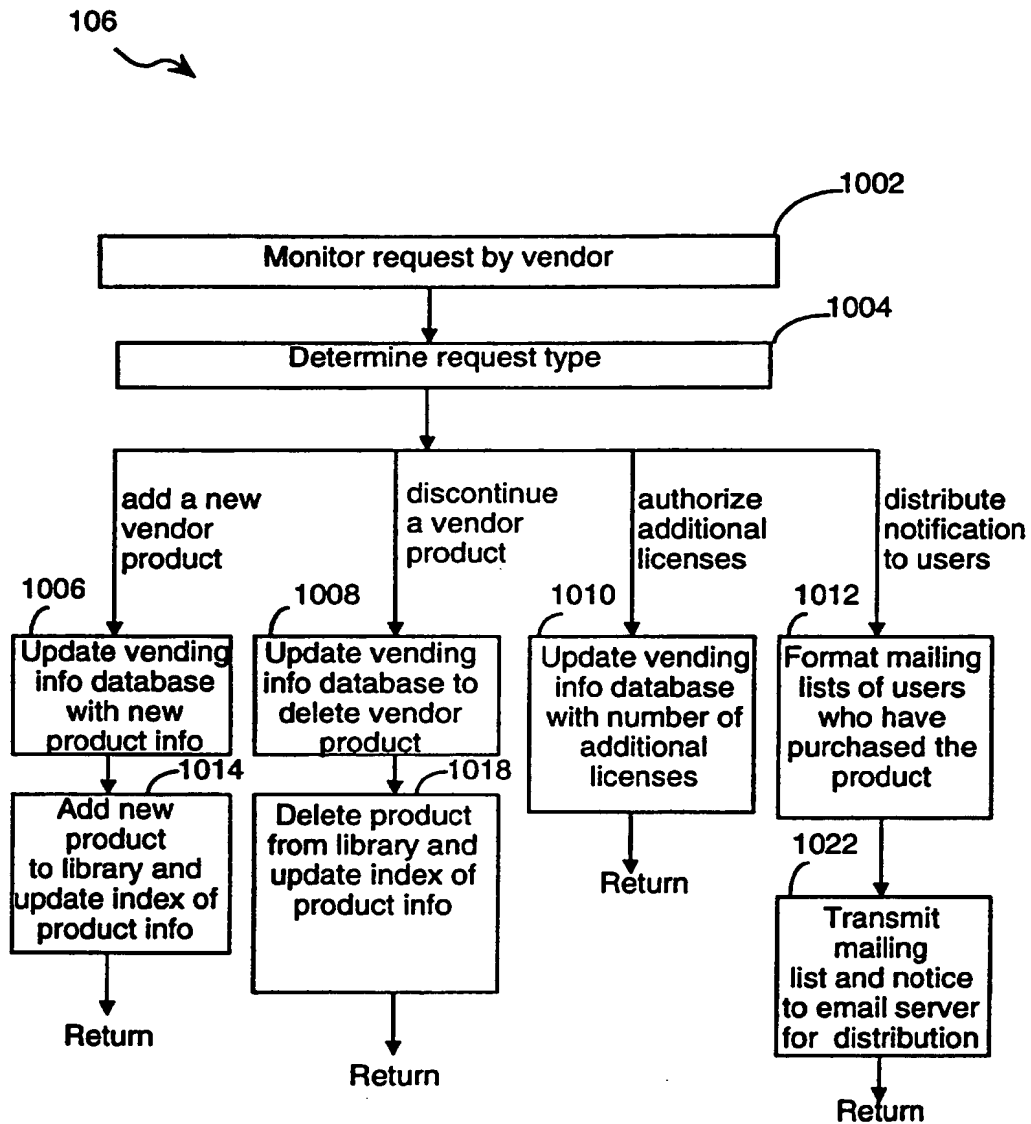 106
1002
Monitor request by vendor
1004
Determine request type
add a new
vendor
product
discontinue
a vendor
product
authorize
additional
licenses
distribute
notification
to users
1006
Update vending
info database
with new
product info
1008
Update vending
info database to
delete vendor
product
1010
Update vending
info database
with number of
additional
licenses
1012
Format mailing
lists of users
who have
purchased the
product
1014
Add new
product
to library and
update index of
product info
1018
Delete product
from library and
update index of
product info
1022
Transmit
mailing
list and notice
to email server
for distribution
Return
Return
Return
Return